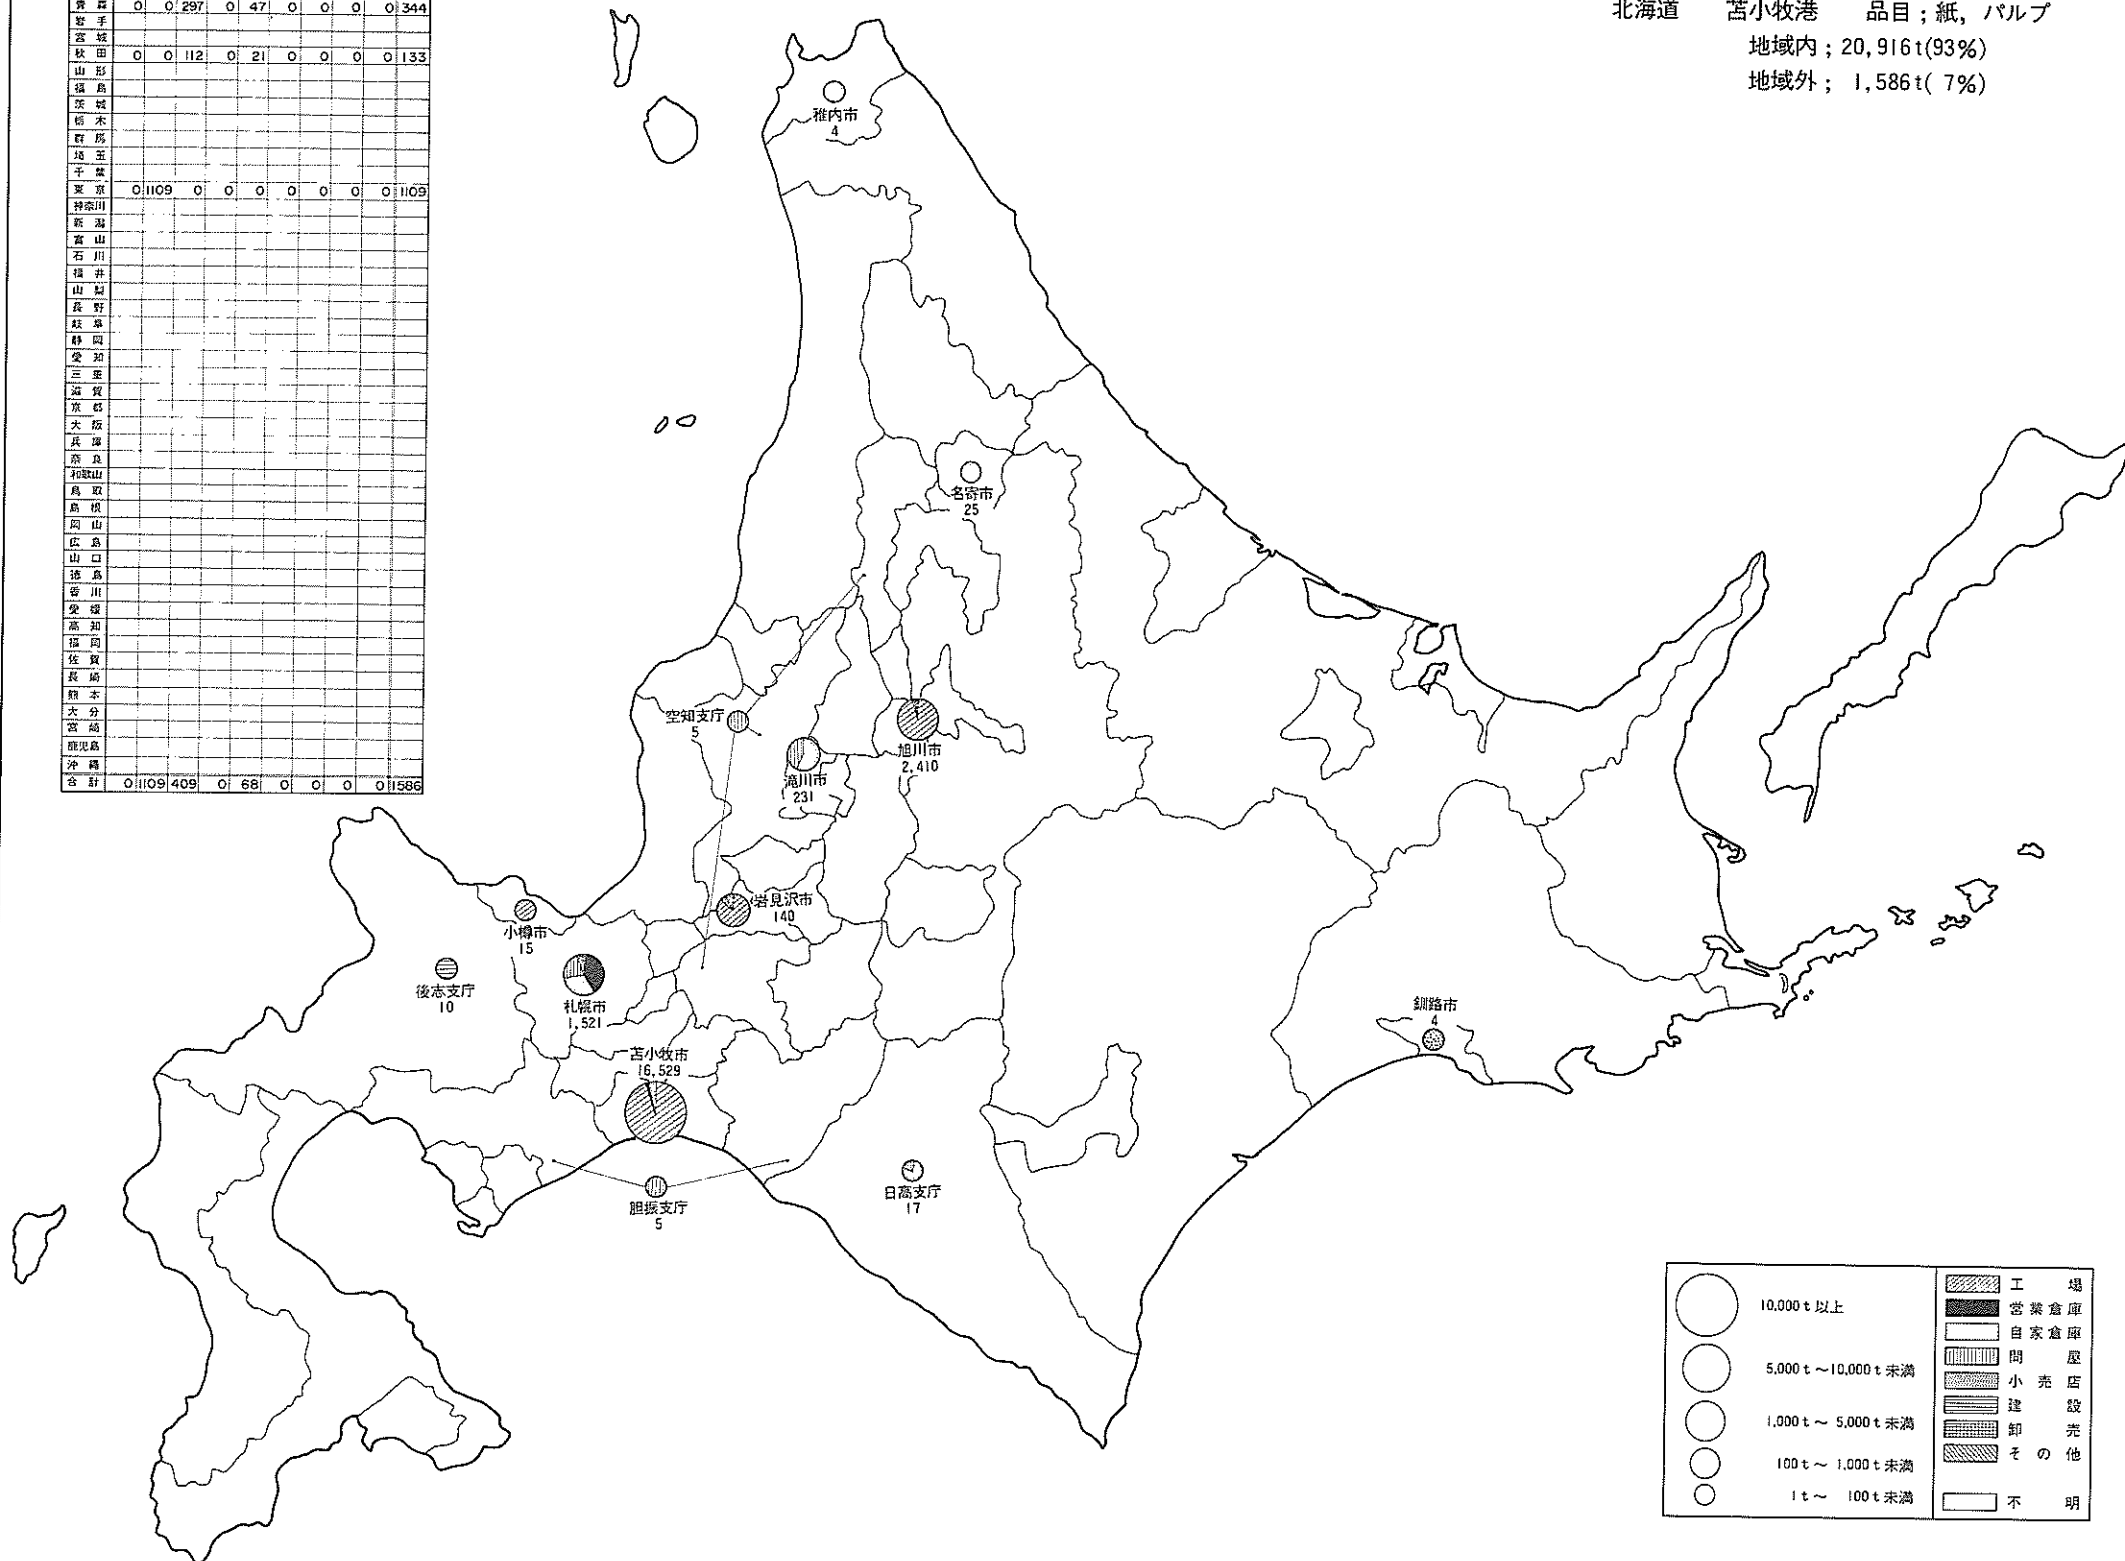 青森 0 0 297 0 47 0 0 0 0 344
岩手
宮城
秋田 0 0 112 0 21 0 0 0 0 133
山形
福島
茨城
栃木
群馬
埼玉
千葉
東京 0 1109 0 0 0 0 0 0 0 1109
神奈川
新潟
富山
石川
福井
山梨
長野
岐阜
静岡
愛知
三重
滋賀
京都
大阪
兵庫
奈良
和歌山
鳥取
島根
岡山
広島
山口
徳島
香川
愛媛
高知
福岡
佐賀
長崎
熊本
大分
宮崎
鹿児島
沖縄
合計 0 1109 409 0 68 0 0 0 0 1586
北海道 苫小牧港 品目；紙，パルプ
地域内；20,916t(93%)
地域外； 1,586t( 7%)
稚内市
4
名寄市
25
空知支庁
5
旭川市
2,410
滝川市
231
岩見沢市
140
小樽市
15
後志支庁
10
札幌市
1,521
釧路市
4
苫小牧市
16,529
胆振支庁
5
日高支庁
17
10,000t以上
5,000t～10,000t未満
1,000t～5,000t未満
100t～1,000t未満
1t～100t未満
工場
営業倉庫
自家倉庫
問屋
小売店
建設
卸売
その他
不明